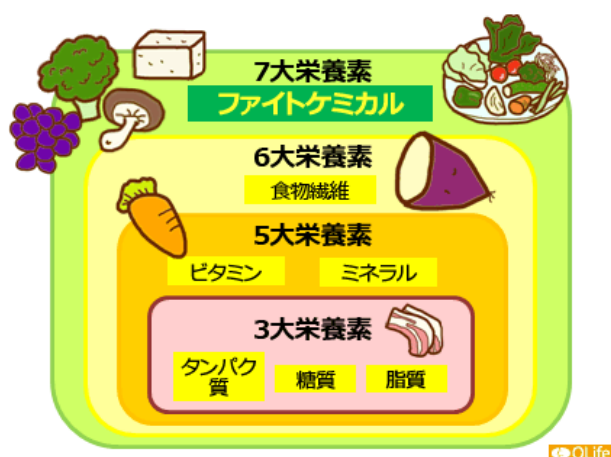 7大栄養素
ファイトケミカル
6大栄養素
食物繊維
5大栄養素
ビタミン
ミネラル
3大栄養素
タンパク
質
糖質
脂質
QLife